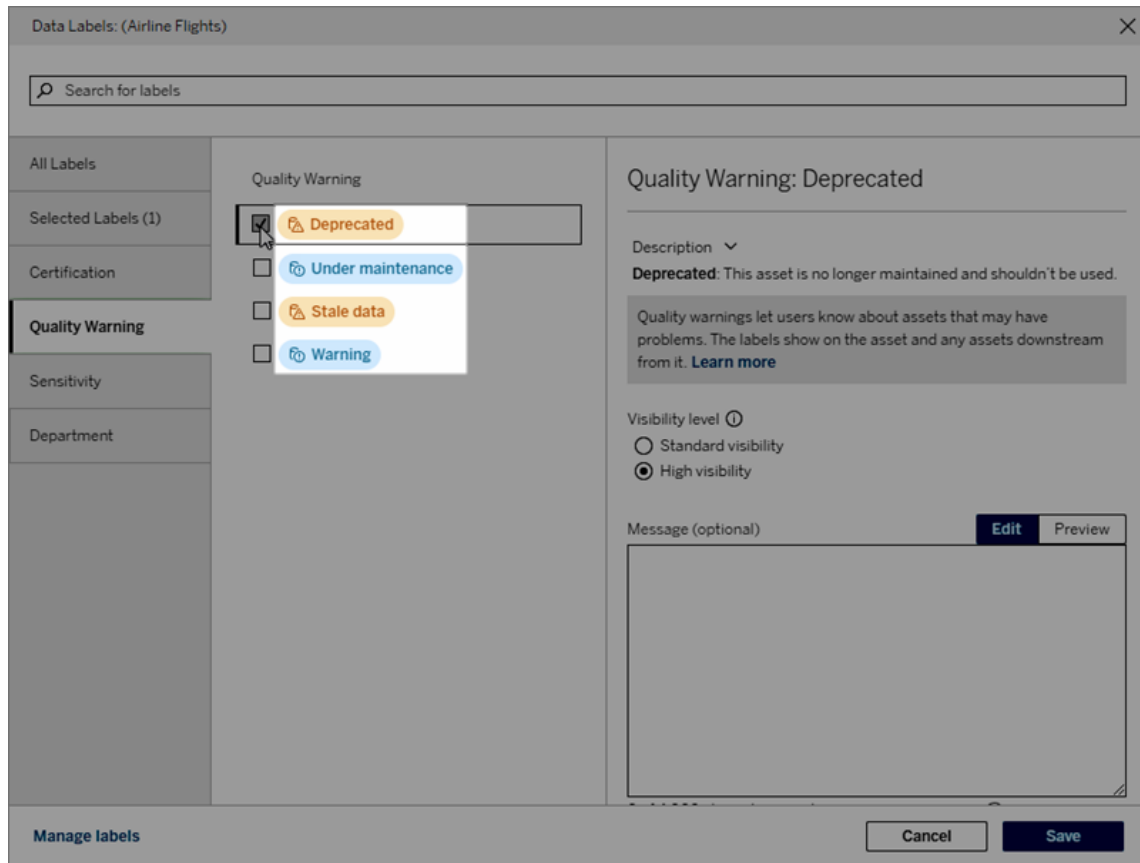 Data Labels: (Airline Flights)
Search for labels
All Labels
Selected Labels (1)
Certification
Quality Warning
Sensitivity
Department
Quality Warning
Deprecated
Under maintenance
Stale data
Warning
Quality Warning: Deprecated
Description
Deprecated: This asset is no longer maintained and shouldn't be used.
Quality warnings let users know about assets that may have
problems. The labels show on the asset and any assets downstream
from it. Learn more
Visibility level
Standard visibility
High visibility
Message (optional)
Edit
Preview
Manage labels
Cancel
Save